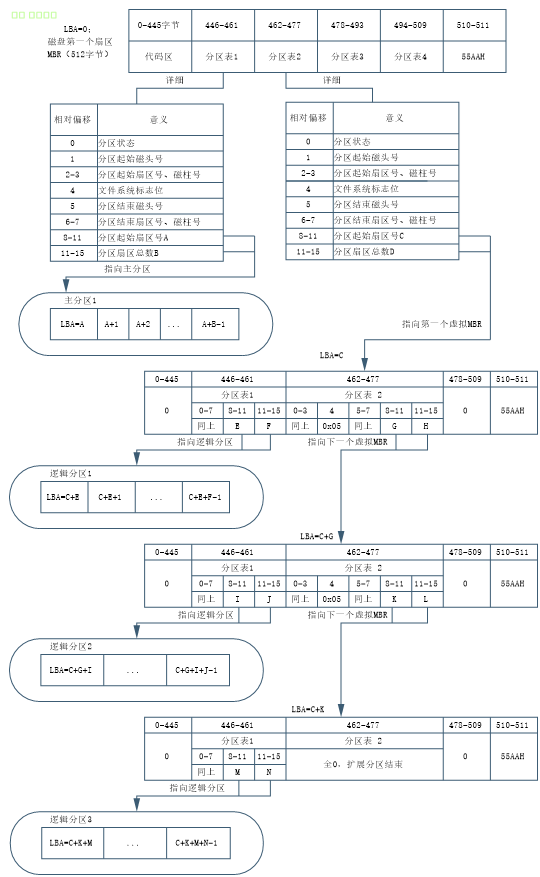 LBA=0;
磁盘第一个扇区
MBR（512字节）
0-445字节 446-461 462-477 478-493 494-509 510-511
代码区 分区表1 分区表2 分区表3 分区表4 55AAH
详细 详细
相对偏移 意义
0 分区状态
1 分区起始磁头号
2-3 分区起始扇区号、磁柱号
4 文件系统标志位
5 分区结束磁头号
6-7 分区结束扇区号、磁柱号
8-11 分区起始扇区号A
11-15 分区扇区总数B
相对偏移 意义
0 分区状态
1 分区起始磁头号
2-3 分区起始扇区号、磁柱号
4 文件系统标志位
5 分区结束磁头号
6-7 分区结束扇区号、磁柱号
8-11 分区起始扇区号C
11-15 分区扇区总数D
指向主分区
主分区1
LBA=A A+1 A+2 ... A+B-1
指向第一个虚拟MBR
LBA=C
0-445 446-461 462-477 478-509 510-511
分区表1 分区表 2
0 0-7 8-11 11-15 0-3 4 5-7 8-11 11-15 0 55AAH
同上 E F 同上 0x05 同上 G H
指向逻辑分区 指向下一个虚拟MBR
逻辑分区1
LBA=C+E C+E+1 ... C+E+F-1
LBA=C+G
0-445 446-461 462-477 478-509 510-511
分区表1 分区表 2
0 0-7 8-11 11-15 0-3 4 5-7 8-11 11-15 0 55AAH
同上 I J 同上 0x05 同上 K L
指向逻辑分区 指向下一个虚拟MBR
逻辑分区2
LBA=C+G+I ... C+G+I+J-1
LBA=C+K
0-445 446-461 462-477 478-509 510-511
分区表1 分区表 2
0 0-7 8-11 11-15 全0，扩展分区结束 0 55AAH
同上 M N
指向逻辑分区
逻辑分区3
LBA=C+K+M ... C+K+M+N-1